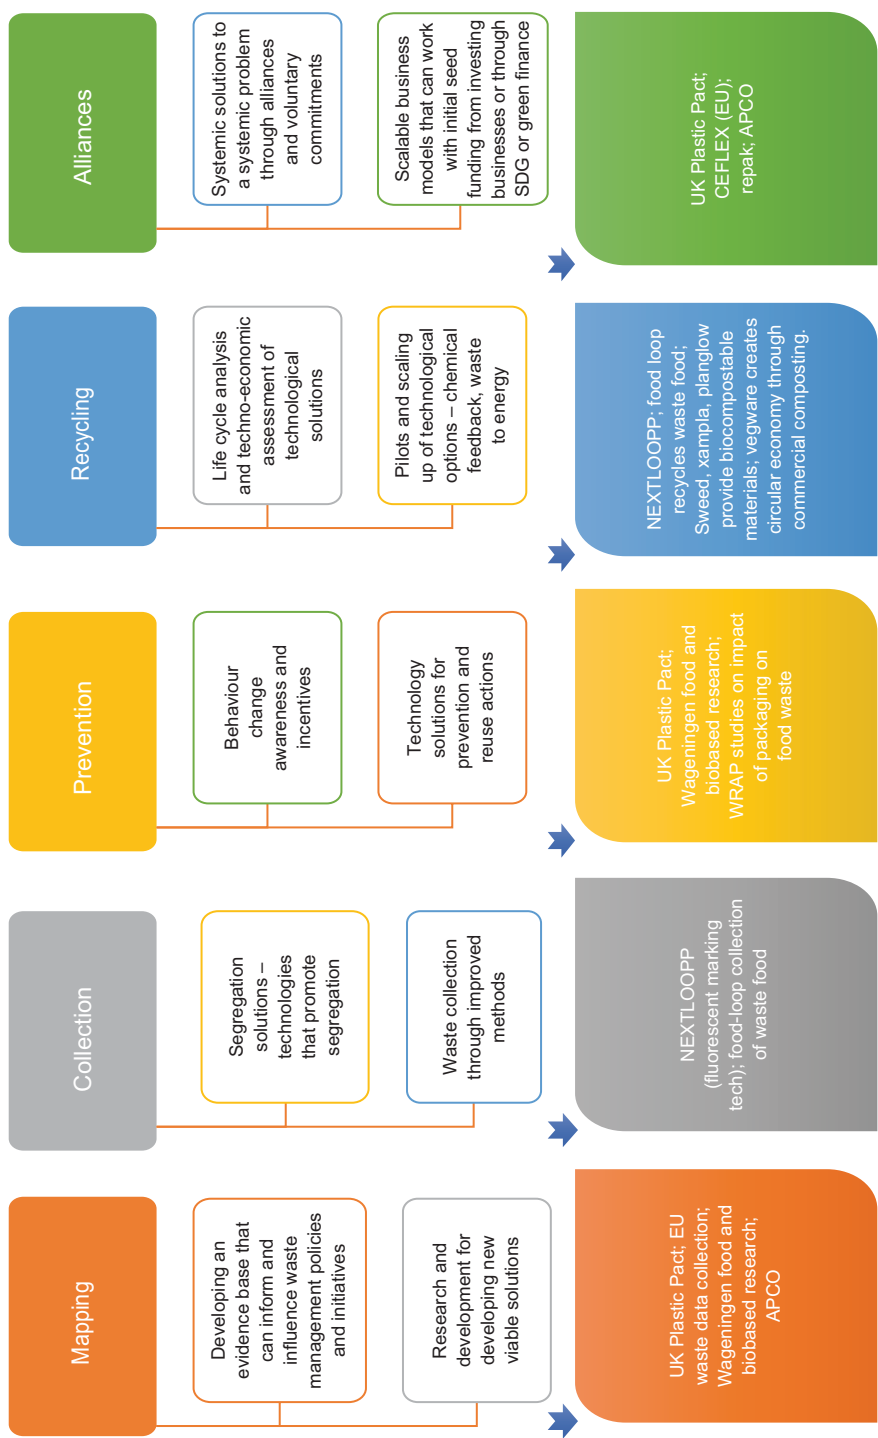 Mapping
Developing an
evidence base that
can inform and
influence waste
management policies
and initiatives
Research and
development for
developing new
viable solutions
UK Plastic Pact; EU
waste data collection;
Wageningen food and
biobased research;
APCO
Collection
Segregation
solutions –
technologies
that promote
segregation
Waste collection
through improved
methods
NEXTLOOPP
(fluorescent marking
tech); food-loop collection
of waste food
Prevention
Behaviour
change
awareness and
incentives
Technology
solutions for
prevention and
reuse actions
UK Plastic Pact;
Wageningen food and
biobased research;
WRAP studies on impact
of packaging on
food waste
Recycling
Life cycle analysis
and techno-economic
assessment of
technological
solutions
Pilots and scaling
up of technological
options – chemical
feedback, waste
to energy
NEXTLOOPP; food loop
recycles waste food;
Sweed, xampla, planglow
provide biocompostable
materials; vegware creates
circular economy through
commercial composting.
Alliances
Systemic solutions to
a systemic problem
through alliances
and voluntary
commitments
Scalable business
models that can work
with initial seed
funding from investing
businesses or through
SDG or green finance
UK Plastic Pact;
CEFLEX (EU);
repak; APCO